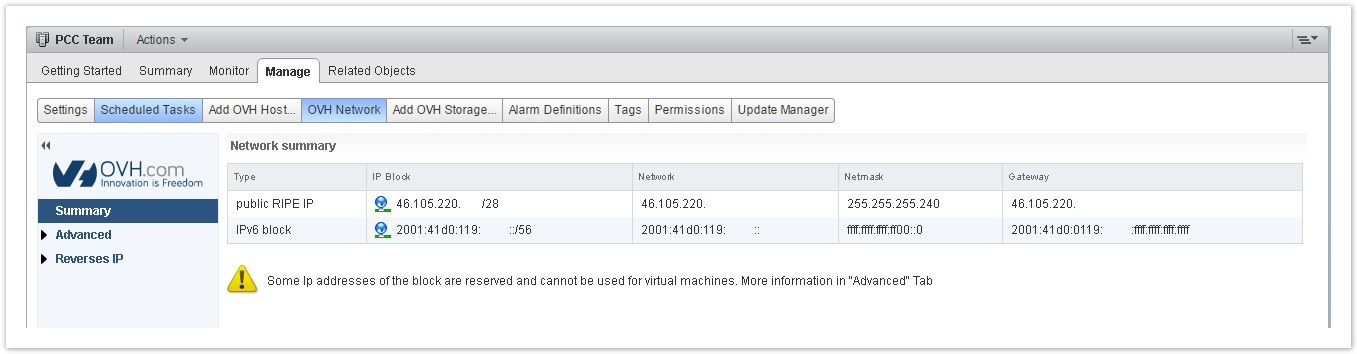 PCC Team Actions
Getting Started Summary Monitor Manage Related Objects
Settings Scheduled Tasks Add OVH Host... OVH Network Add OVH Storage... Alarm Definitions Tags Permissions Update Manager
OVH.com
Innovation is Freedom
Summary
Advanced
Reverses IP
Network summary
Type IP Block Network Netmask Gateway
public RIPE IP 46.105.220. /28 46.105.220. 255.255.255.240 46.105.220.
IPv6 block 2001:41d0:119: ::/56 2001:41d0:119: :: ffff:ffff:ffff:ff00::0 2001:41d0:0119: :ffff:ffff:ffff:ffff
Some Ip addresses of the block are reserved and cannot be used for virtual machines. More information in "Advanced" Tab